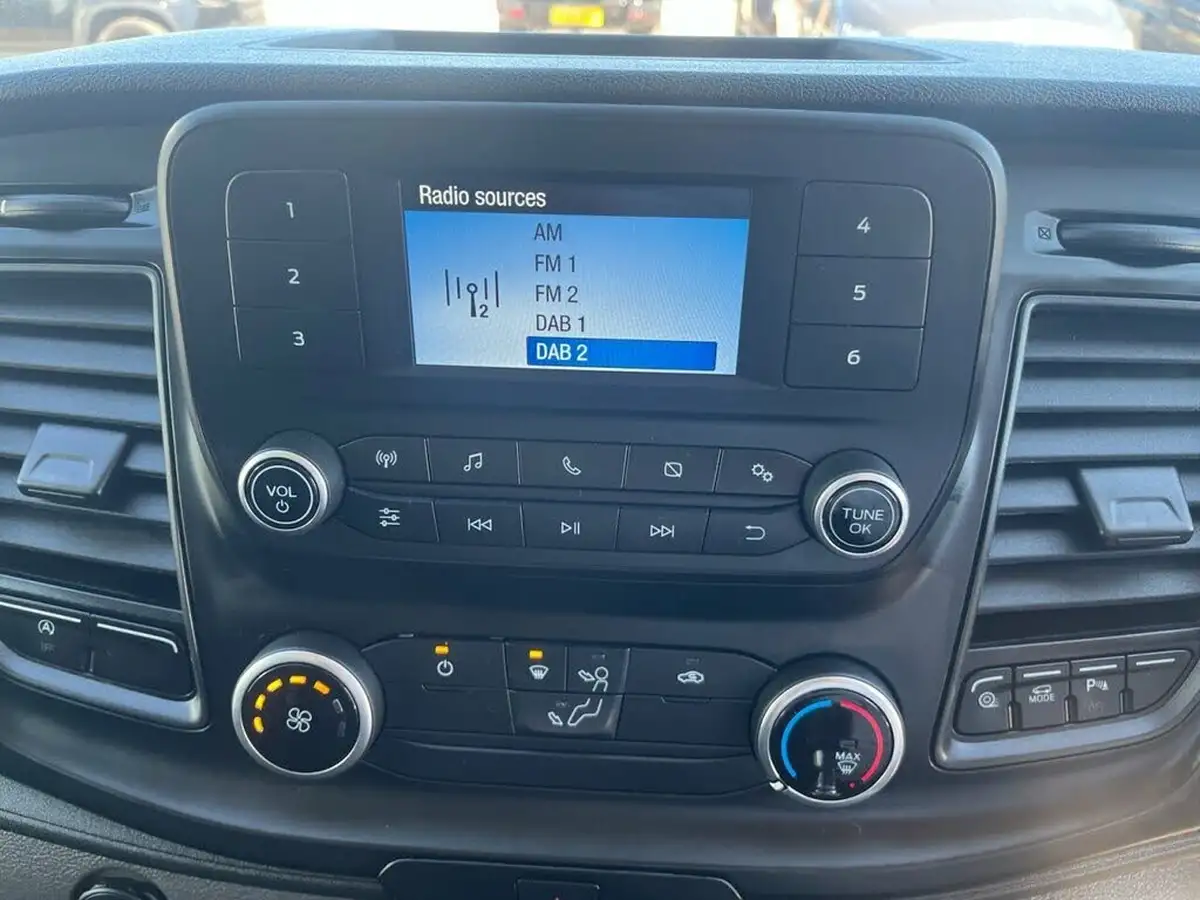 Radio sources
AM
FM 1
FM 2
DAB 1
DAB 2
2
1
2
3
4
5
6
VOL
TUNE
OK
A
MAX
MODE
P